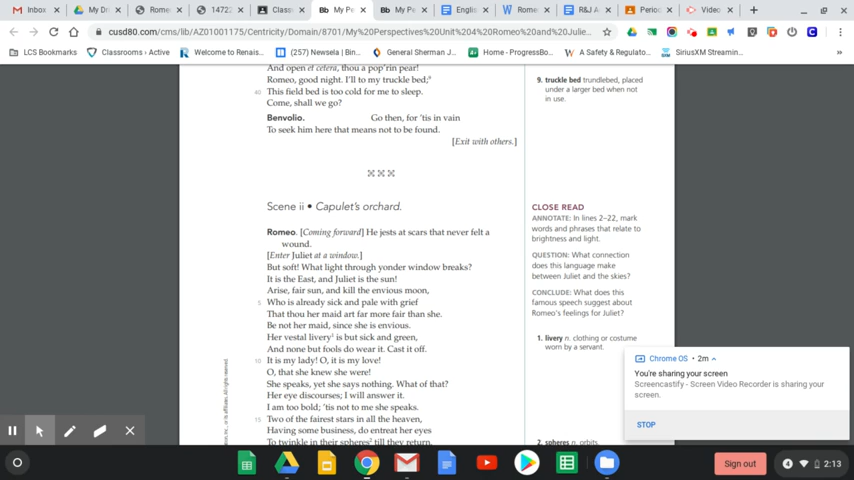 Inbox
My Dri
Rome
14722
Classr
My Pe
My Pe
Englis
Rome
R&J A
Perioc
Video
cusd80.com/cms/lib/AZ01001175/Centricity/Domain/8701/My%20Perspectives%20Unit%204%20Romeo%20and%20Julie...
LCS Bookmarks
Classrooms › Active
Welcome to Renais...
(257) Newsela | Bin...
General Sherman J...
Home - ProgressBo...
A Safety & Regulato...
SiriusXM Streamin...
And open et cetera, thou a pop'rin pear!
Romeo, good night. I'll to my truckle bed;⁹
40 This field bed is too cold for me to sleep.
Come, shall we go?
Benvolio. Go then, for 'tis in vain
To seek him here that means not to be found.
[Exit with others.]
9. truckle bed trundlebed, placed
under a larger bed when not
in use.
Scene ii • Capulet's orchard.
Romeo. [Coming forward] He jests at scars that never felt a
wound.
[Enter Juliet at a window.]
But soft! What light through yonder window breaks?
It is the East, and Juliet is the sun!
Arise, fair sun, and kill the envious moon,
5 Who is already sick and pale with grief
That thou her maid art far more fair than she.
Be not her maid, since she is envious.
Her vestal livery¹ is but sick and green,
And none but fools do wear it. Cast it off.
10 It is my lady! O, it is my love!
O, that she knew she were!
She speaks, yet she says nothing. What of that?
Her eye discourses; I will answer it.
I am too bold; 'tis not to me she speaks.
15 Two of the fairest stars in all the heaven,
Having some business, do entreat her eyes
To twinkle in their spheres² till they return.
CLOSE READ
ANNOTATE: In lines 2–22, mark
words and phrases that relate to
brightness and light.
QUESTION: What connection
does this language make
between Juliet and the skies?
CONCLUDE: What does this
famous speech suggest about
Romeo's feelings for Juliet?
1. livery n. clothing or costume
worn by a servant.
2. spheres n. orbits.
Inc., or its affiliates. All rights reserved.
Chrome OS • 2m
You're sharing your screen
Screencastify - Screen Video Recorder is sharing your
screen.
STOP
Sign out
4
2:13